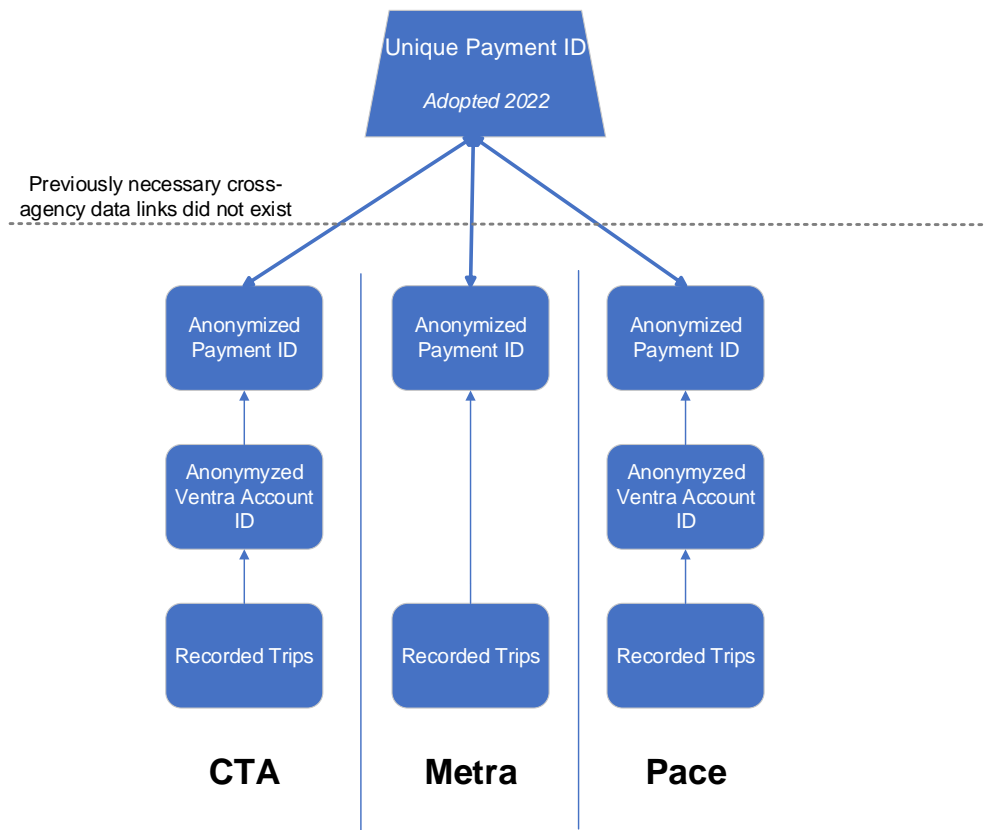 Unique Payment ID
Adopted 2022
Previously necessary cross-
agency data links did not exist
Anonymized
Payment ID
Anonymized
Payment ID
Anonymized
Payment ID
Anonymyzed
Ventra Account
ID
Anonymyzed
Ventra Account
ID
Recorded Trips
Recorded Trips
Recorded Trips
CTA
Metra
Pace